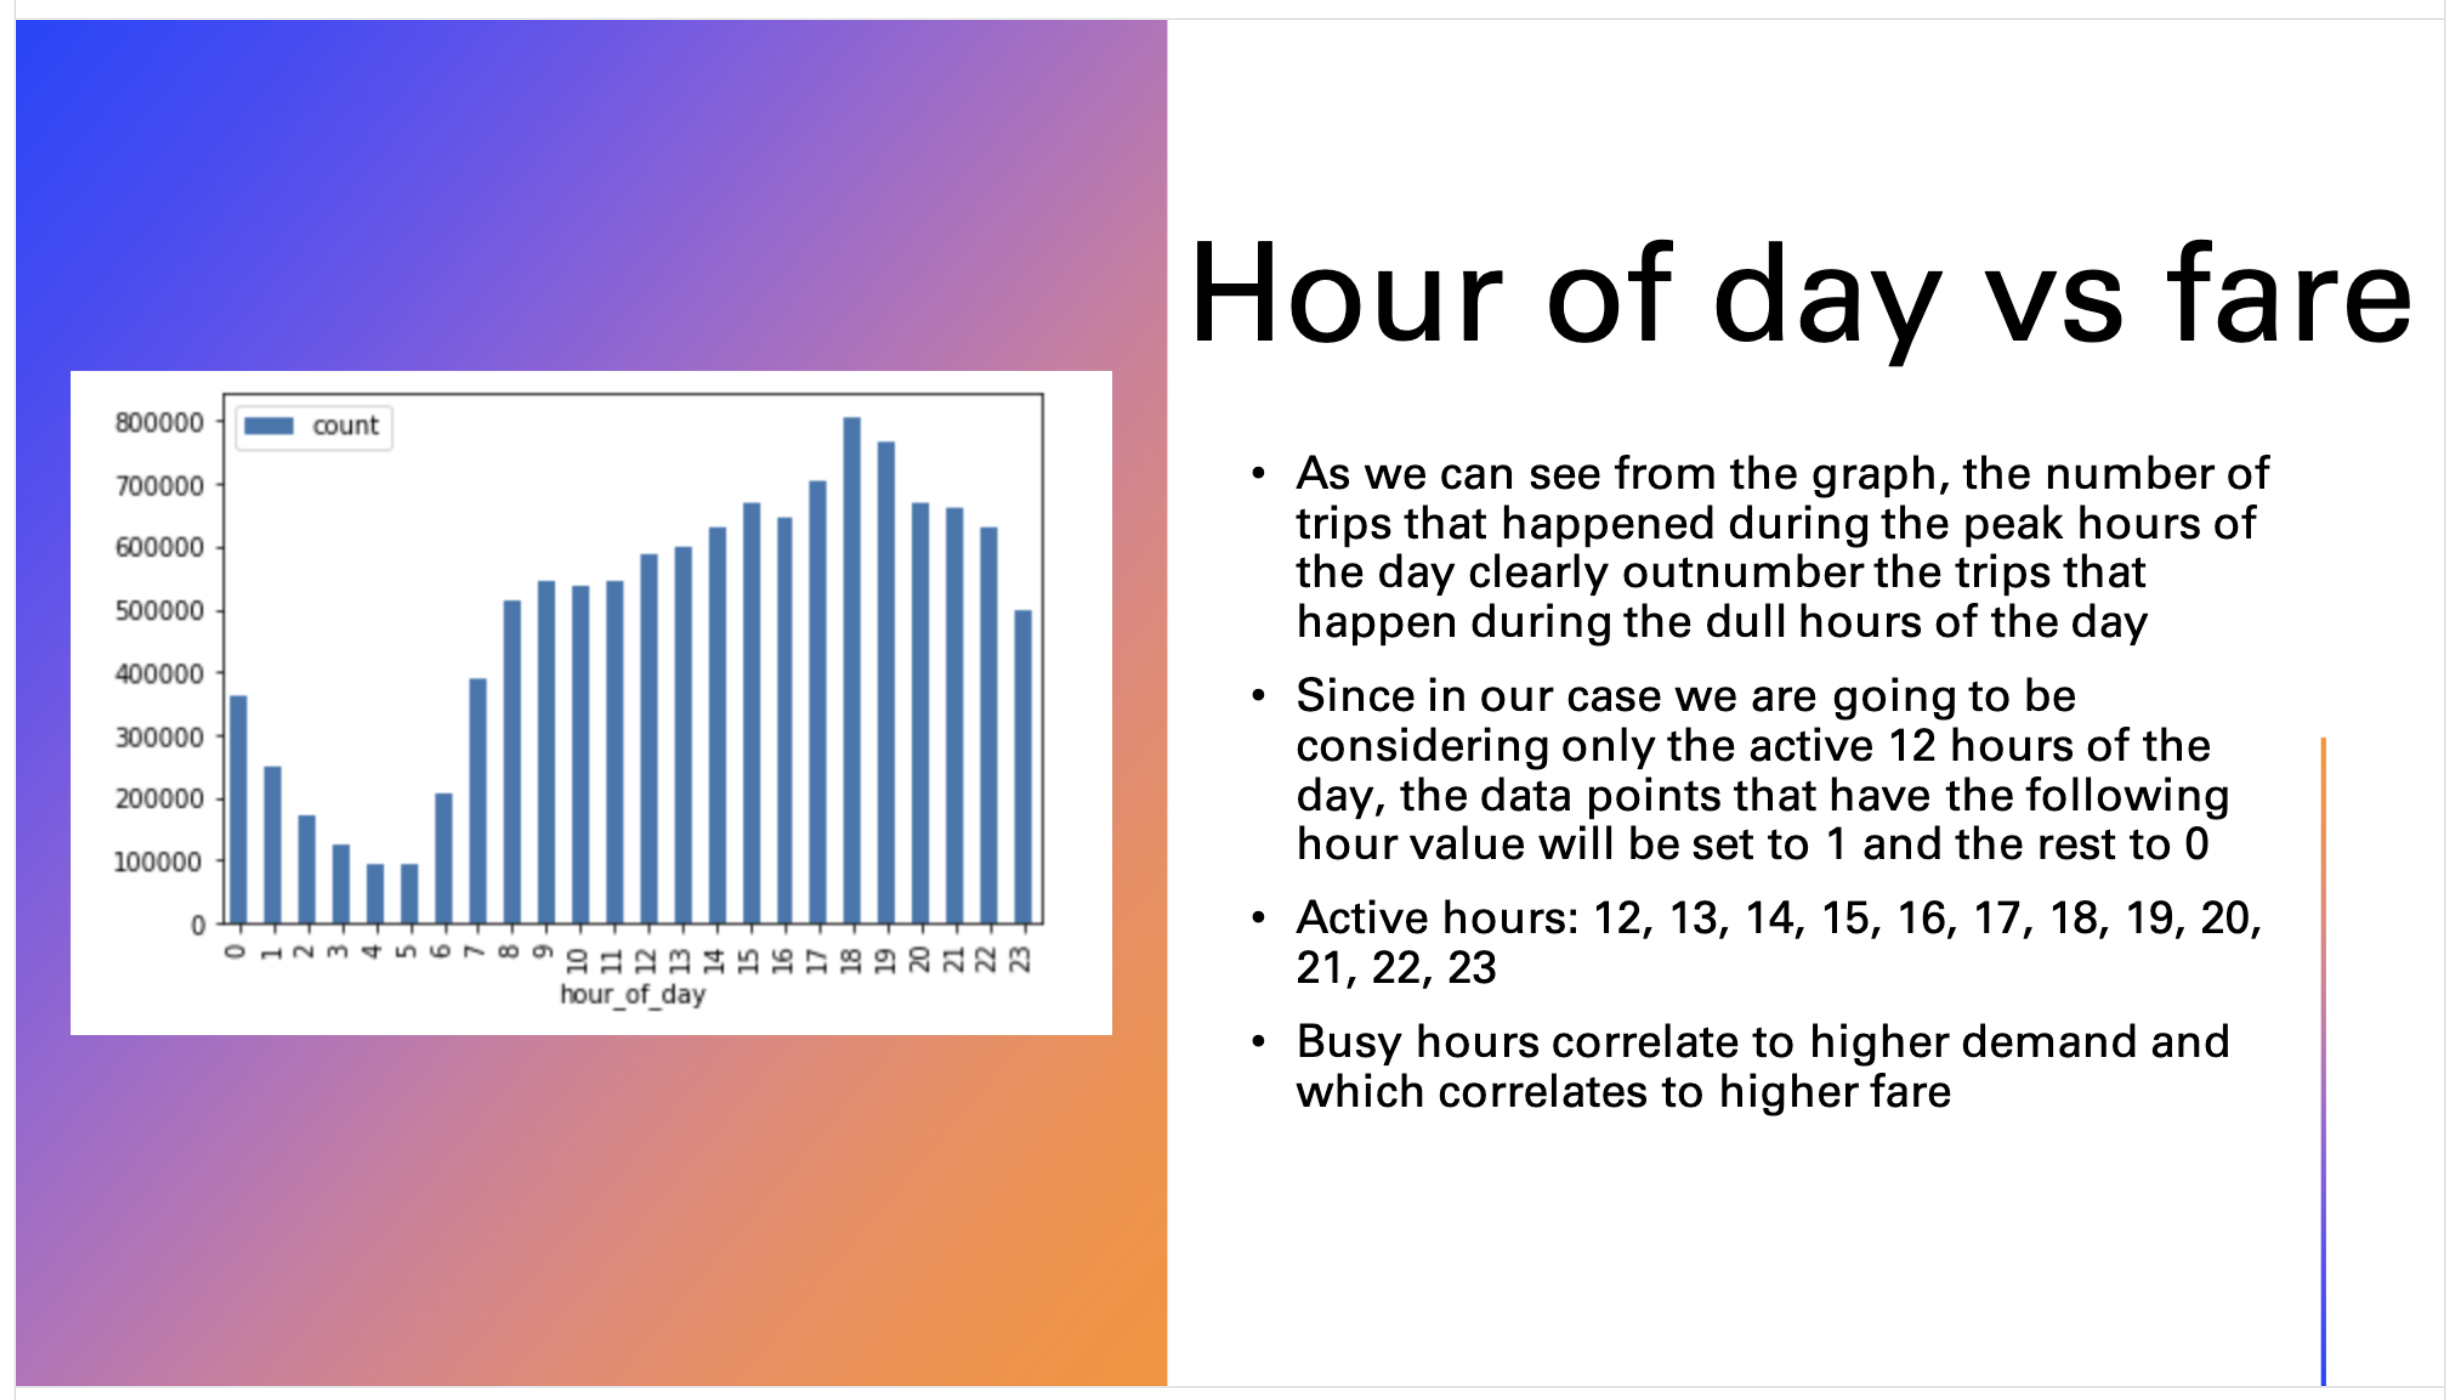 Hour of day vs fare
800000
700000
600000
500000
400000
300000
200000
100000
0
count
0 1 2 3 4 5 6 7 8 9 10 11 12 13 14 15 16 17 18 19 20 21 22 23
hour_of_day
• As we can see from the graph, the number of
trips that happened during the peak hours of
the day clearly outnumber the trips that
happen during the dull hours of the day
• Since in our case we are going to be
considering only the active 12 hours of the
day, the data points that have the following
hour value will be set to 1 and the rest to 0
• Active hours: 12, 13, 14, 15, 16, 17, 18, 19, 20,
21, 22, 23
• Busy hours correlate to higher demand and
which correlates to higher fare